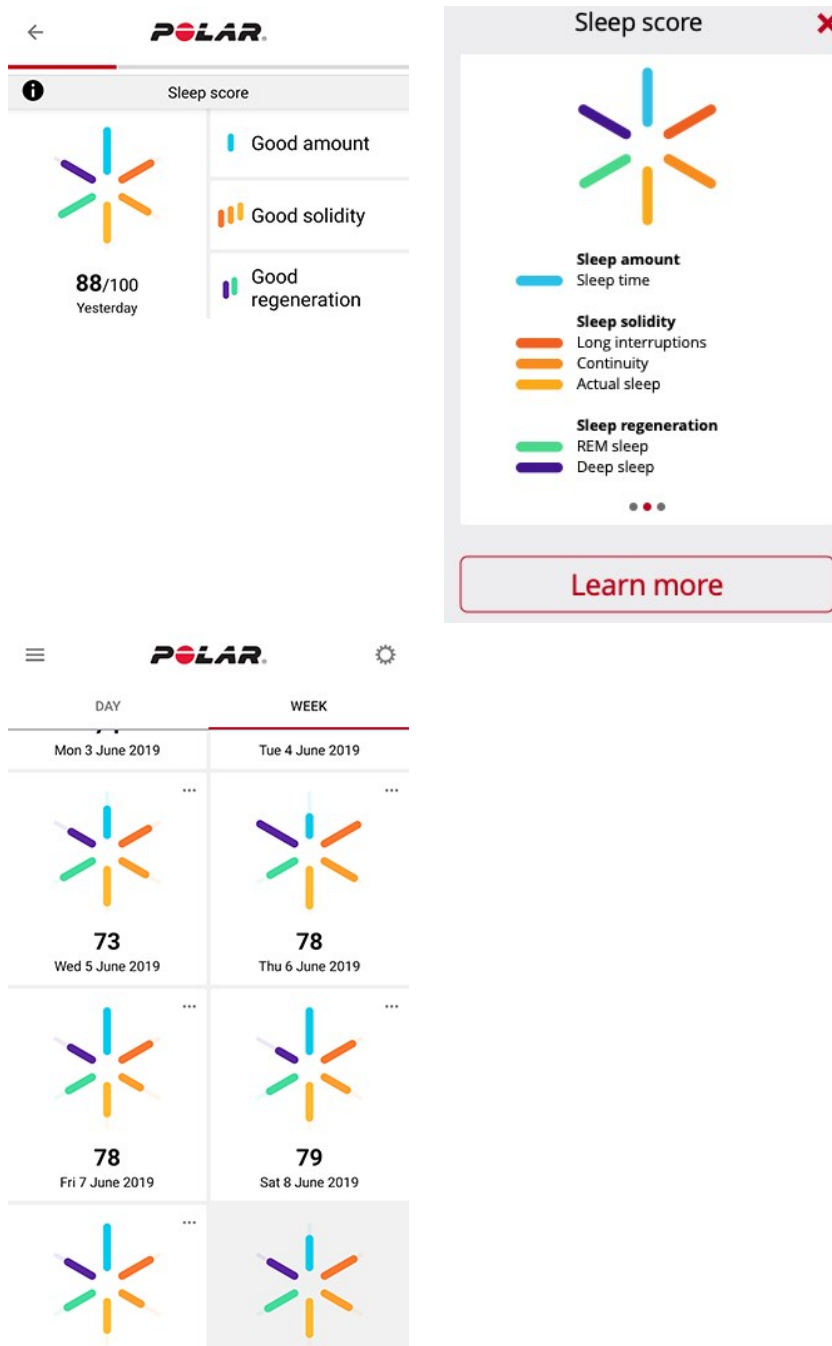 POLAR
Sleep score
Good amount
Good solidity
Good
regeneration
88/100
Yesterday
Sleep score
Sleep amount
Sleep time
Sleep solidity
Long interruptions
Continuity
Actual sleep
Sleep regeneration
REM sleep
Deep sleep
Learn more
POLAR
DAY
WEEK
Mon 3 June 2019
Tue 4 June 2019
73
Wed 5 June 2019
78
Thu 6 June 2019
78
Fri 7 June 2019
79
Sat 8 June 2019